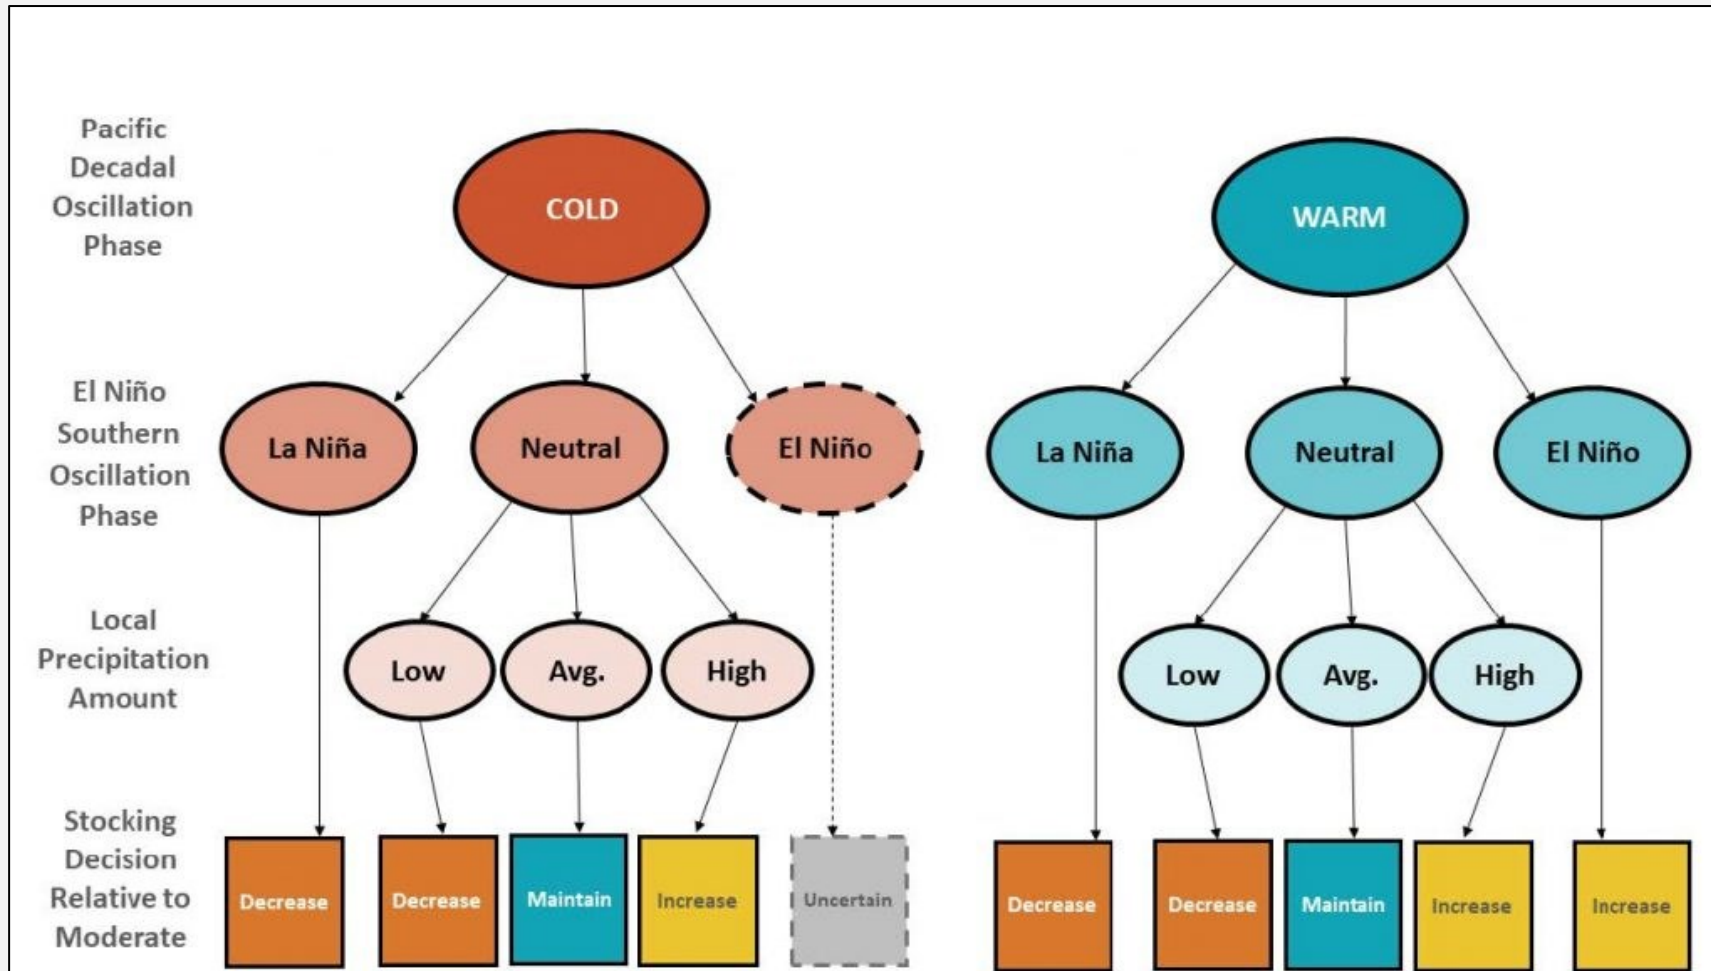 Pacific
Decadal
Oscillation
Phase
COLD
WARM
El Niño
Southern
Oscillation
Phase
La Niña
Neutral
El Niño
La Niña
Neutral
El Niño
Local
Precipitation
Amount
Low
Avg.
High
Low
Avg.
High
Stocking
Decision
Relative to
Moderate
Decrease
Decrease
Maintain
Increase
Uncertain
Decrease
Decrease
Maintain
Increase
Increase